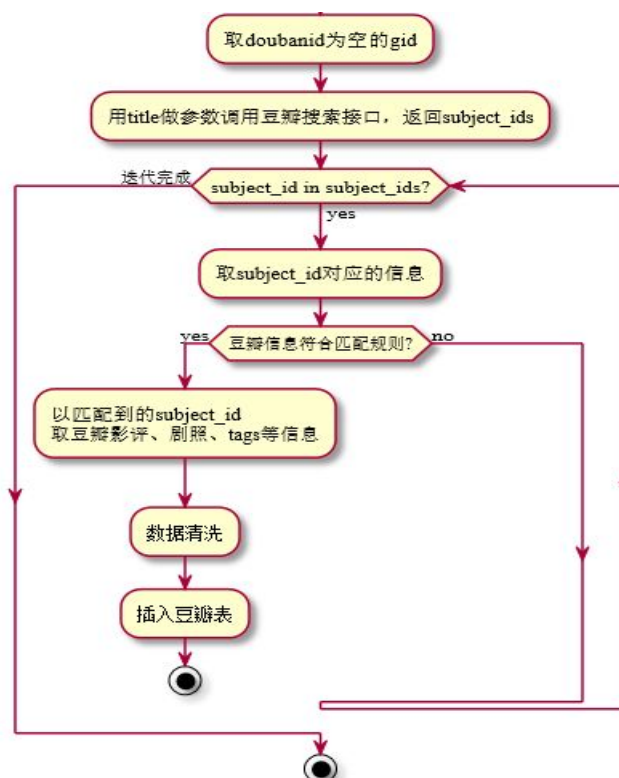 取doubanid为空的gid
用title做参数调用豆瓣搜索接口，返回subject_ids
迭代完成
subject_id in subject_ids?
yes
取subject_id对应的信息
yes
豆瓣信息符合匹配规则?
no
以匹配到的subject_id
取豆瓣影评、剧照、tags等信息
数据清洗
插入豆瓣表